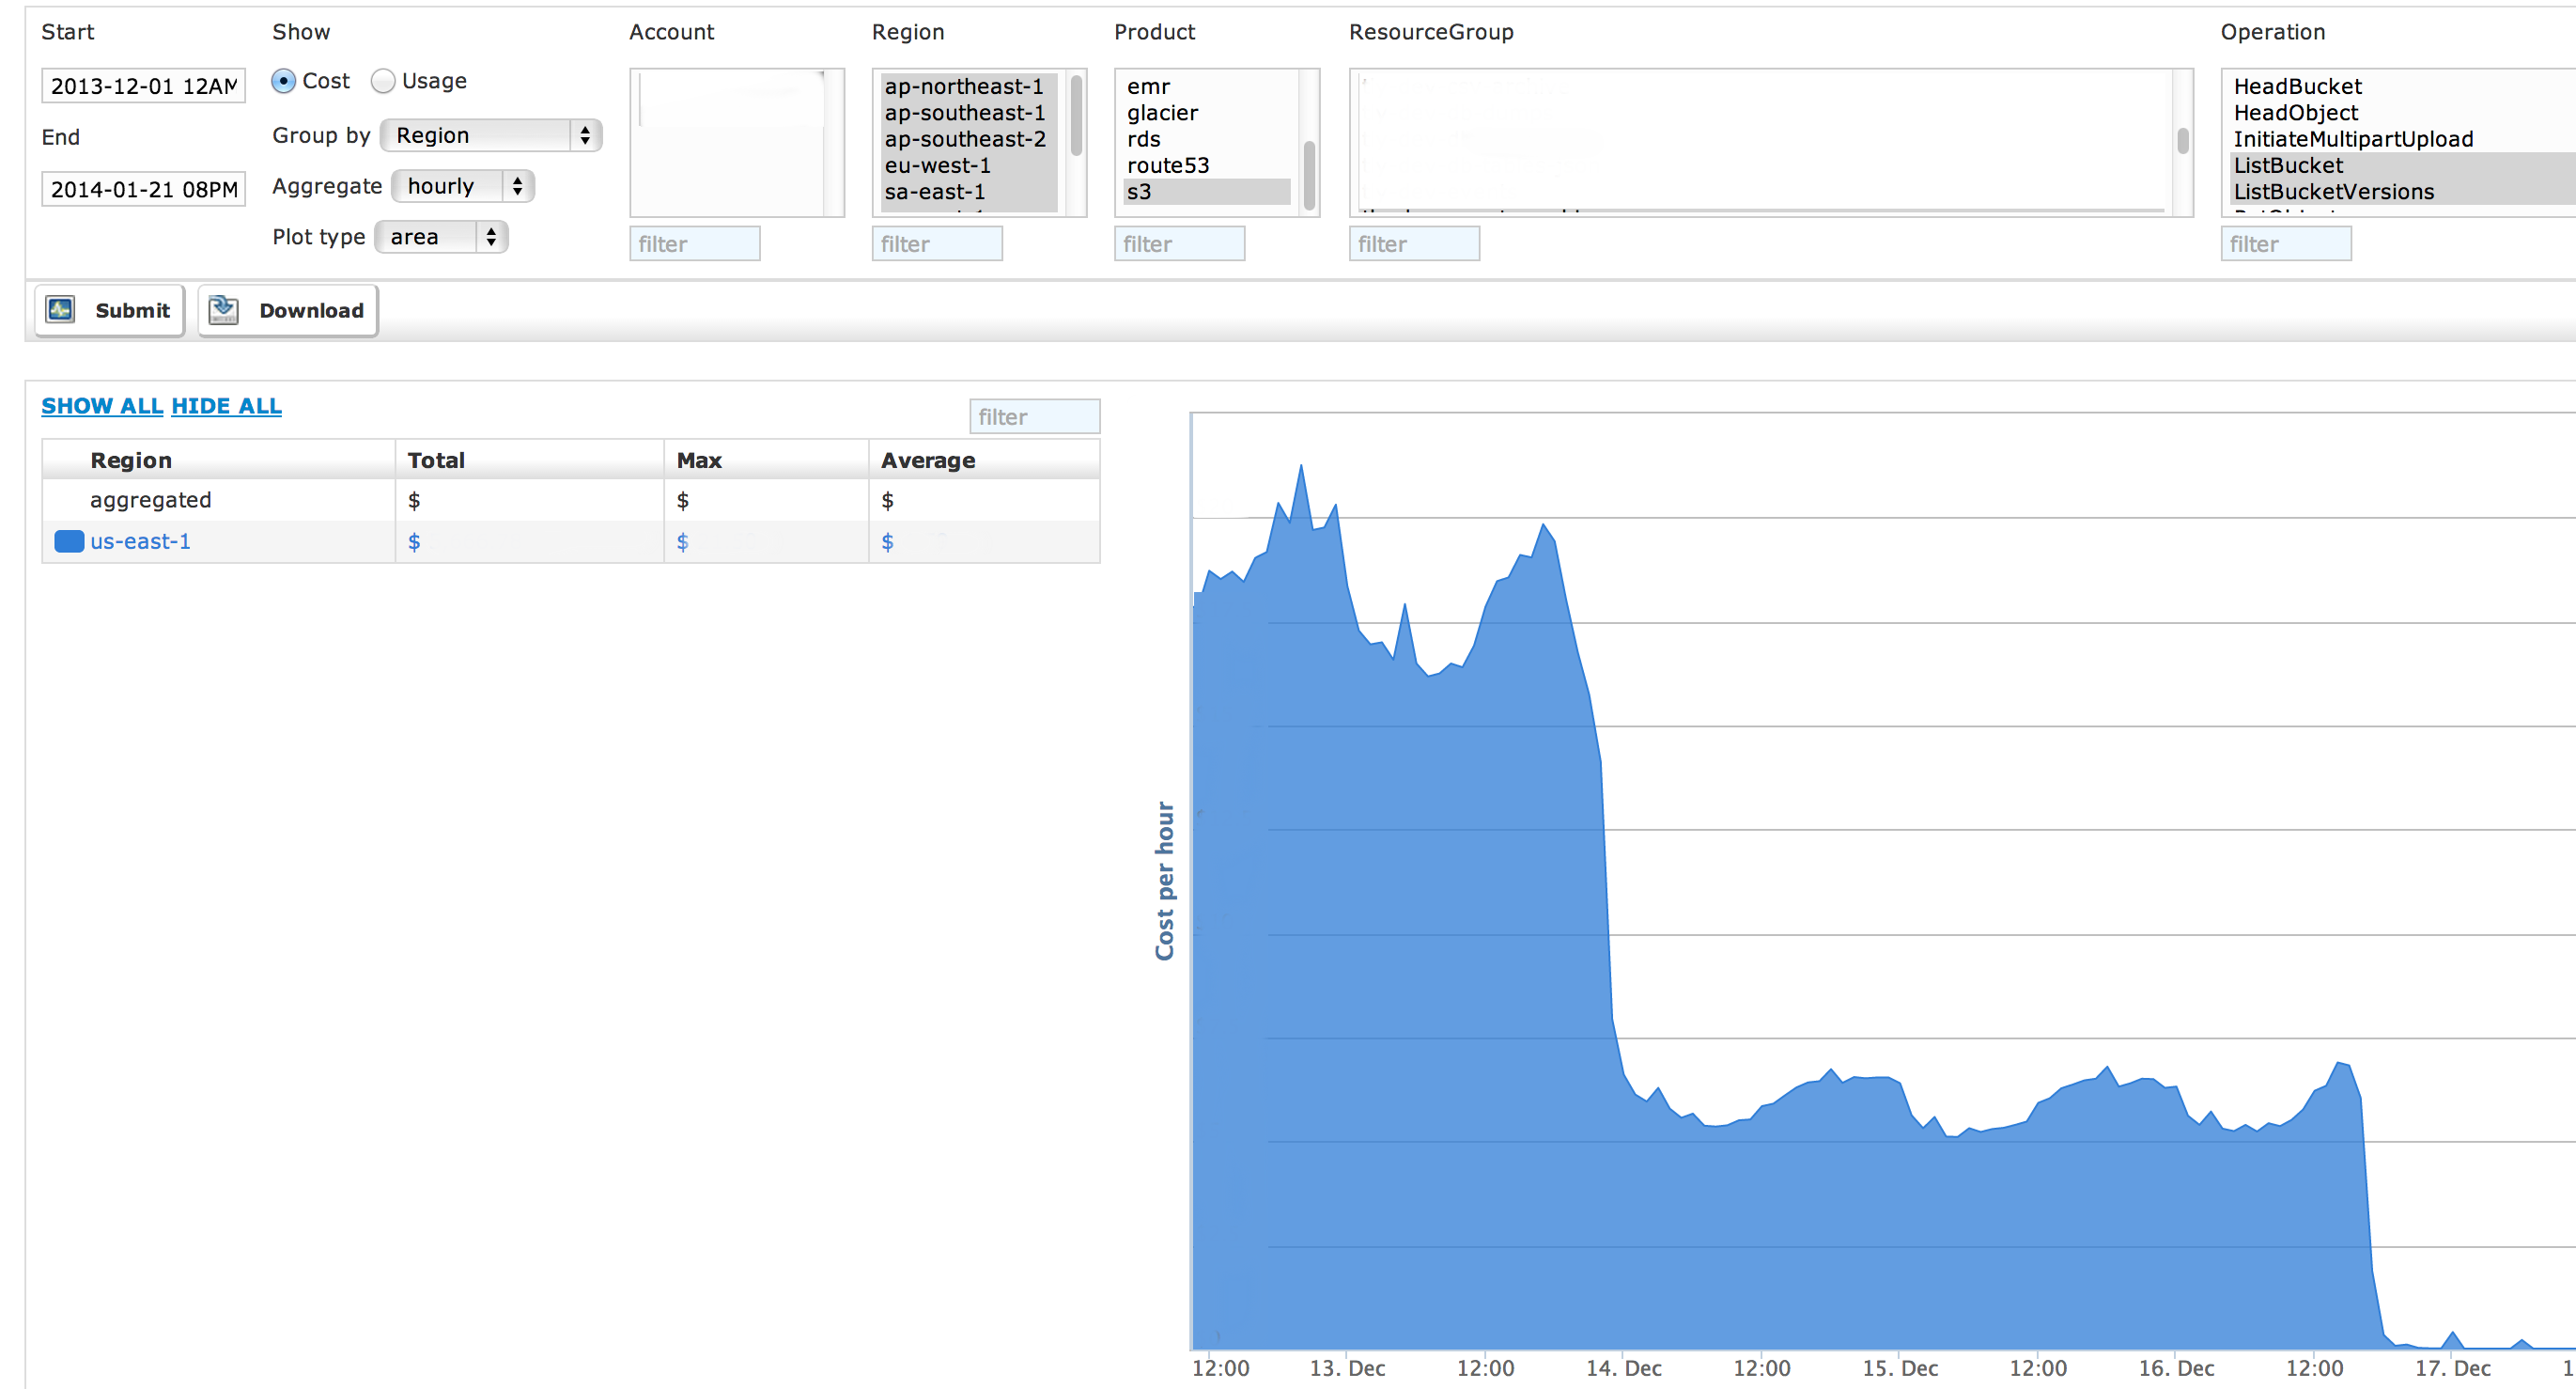 Start
Show
Account
Region
Product
ResourceGroup
Operation
2013-12-01 12AM
Cost
Usage
End
Group by Region
2014-01-21 08PM
Aggregate hourly
Plot type area
ap-northeast-1
ap-southeast-1
ap-southeast-2
eu-west-1
sa-east-1
emr
glacier
rds
route53
s3
HeadBucket
HeadObject
InitiateMultipartUpload
ListBucket
ListBucketVersions
filter
filter
filter
filter
filter
Submit
Download
SHOW ALL HIDE ALL
filter
Region Total Max Average
aggregated $ $ $
us-east-1 $ $ $
Cost per hour
12:00 13. Dec 12:00 14. Dec 12:00 15. Dec 12:00 16. Dec 12:00 17. Dec